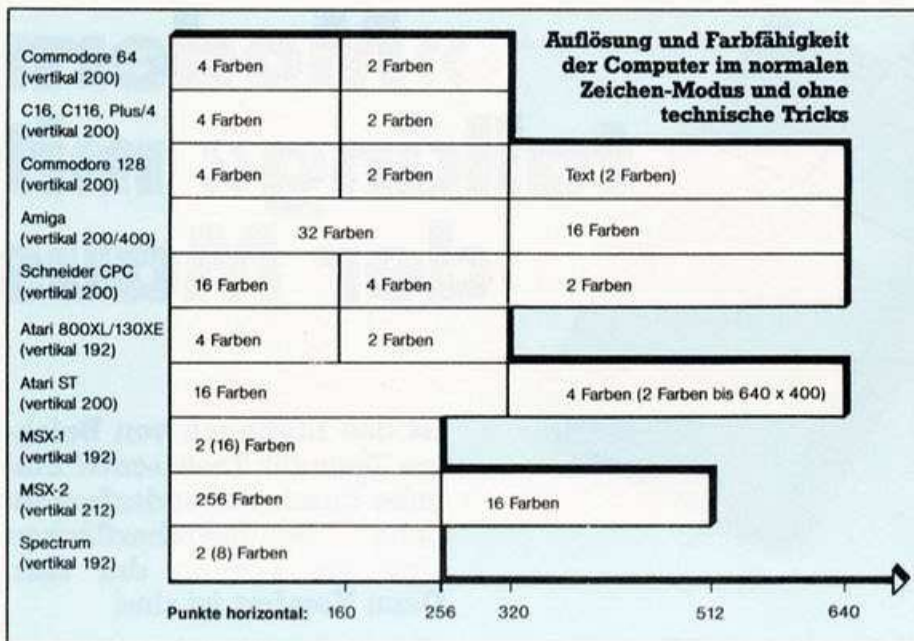 Auflösung und Farbfähigkeit
der Computer im normalen
Zeichen-Modus und ohne
technische Tricks
Commodore 64
(vertikal 200)
4 Farben
2 Farben
C16, C116, Plus/4
(vertikal 200)
4 Farben
2 Farben
Commodore 128
(vertikal 200)
4 Farben
2 Farben
Text (2 Farben)
Amiga
(vertikal 200/400)
32 Farben
16 Farben
Schneider CPC
(vertikal 200)
16 Farben
4 Farben
2 Farben
Atari 800XL/130XE
(vertikal 192)
4 Farben
2 Farben
Atari ST
(vertikal 200)
16 Farben
4 Farben (2 Farben bis 640 x 400)
MSX-1
(vertikal 192)
2 (16) Farben
MSX-2
(vertikal 212)
256 Farben
16 Farben
Spectrum
(vertikal 192)
2 (8) Farben
Punkte horizontal: 160 256 320 512 640